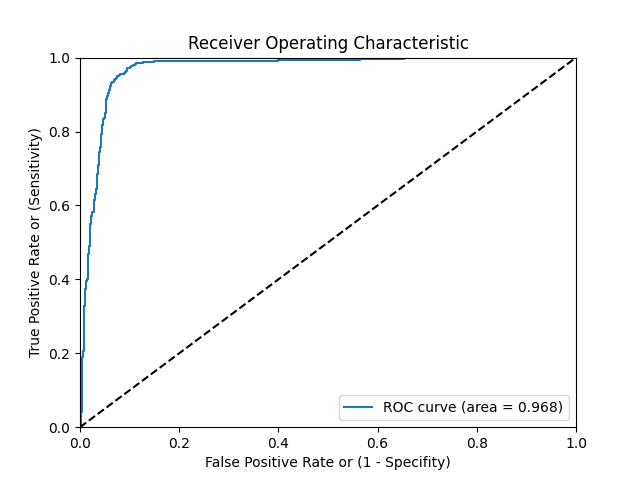 Receiver Operating Characteristic
True Positive Rate or (Sensitivity)
1.0
0.8
0.6
0.4
0.2
0.0
0.0 0.2 0.4 0.6 0.8 1.0
ROC curve (area = 0.968)
False Positive Rate or (1 - Specifity)